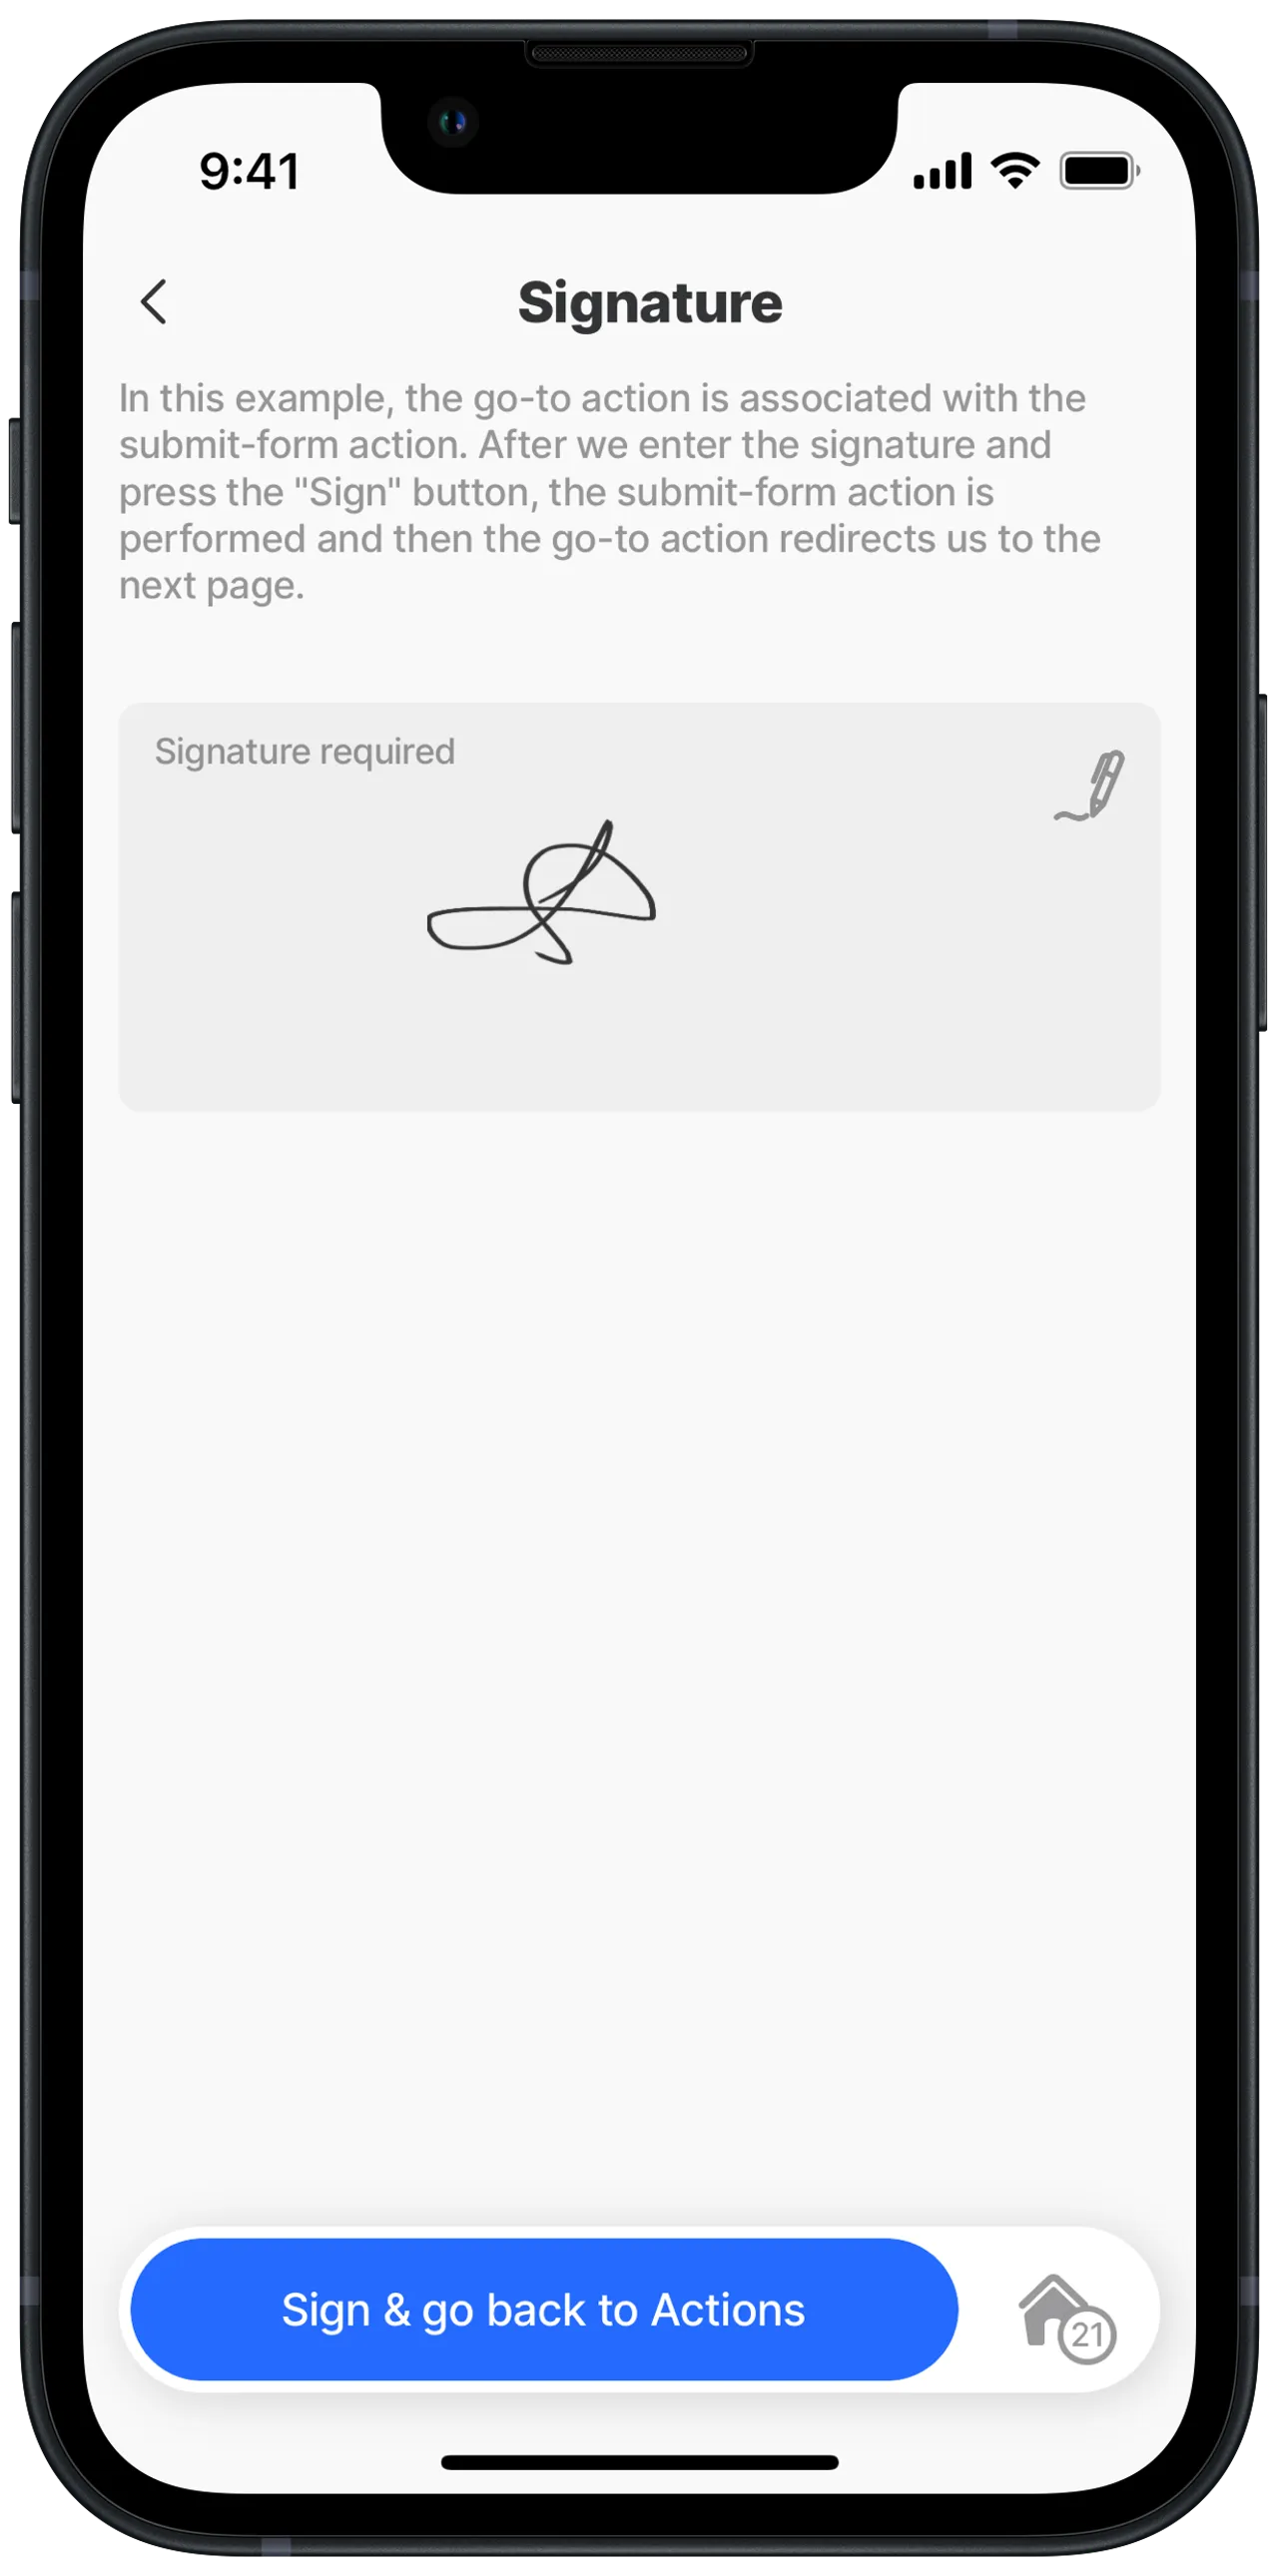 9:41
Signature
In this example, the go-to action is associated with the
submit-form action. After we enter the signature and
press the "Sign" button, the submit-form action is
performed and then the go-to action redirects us to the
next page.
Signature required
Sign & go back to Actions
21